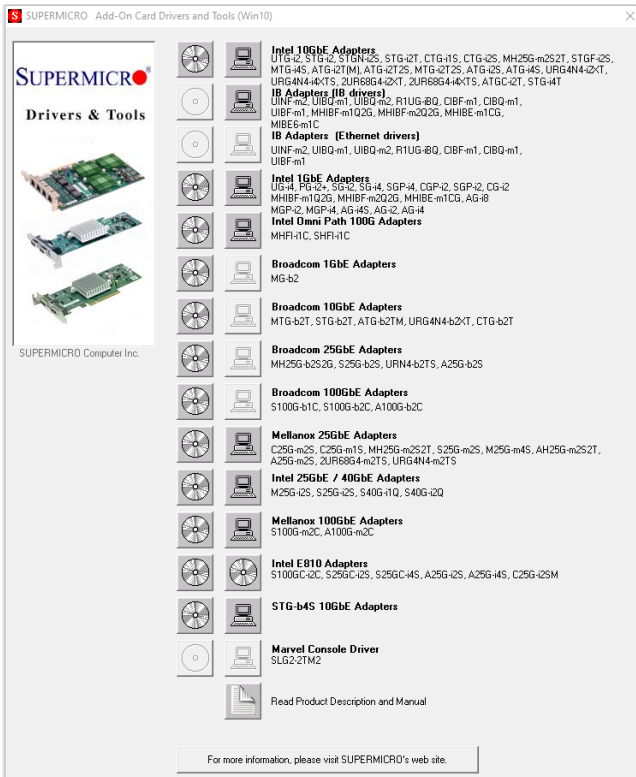 SUPERMICRO Add-On Card Drivers and Tools (Win10)
SUPERMICRO
Drivers & Tools
SUPERMICRO Computer Inc.
Intel 10GbE Adapters
UTG-i2, STG-i2, STGN-i2S, STG-i2T, CTG-i1S, CTG-i2S, MH25G-m2S2T, STGF-i2S,
MTG-i4S, ATG-i2T(M), ATG-i2T2S, MTG-i2T2S, ATG-i2S, ATG-i4S, URG4N4-i2XT,
URG4N4-i4XTS, 2UR68G4-i2XT, 2UR68G4-i4XTS, ATGC-i2T, STG-i4T
IB Adapters (IB drivers)
UINF-m2, UIBQ-m1, UIBQ-m2, R1UG-iBQ, CIBF-m1, CIBQ-m1,
UIBF-m1, MHIBF-m1Q2G, MHIBF-m2Q2G, MHIBE-m1CG,
MIBE6-m1C
IB Adapters (Ethernet drivers)
UINF-m2, UIBQ-m1, UIBQ-m2, R1UG-iBQ, CIBF-m1, CIBQ-m1,
UIBF-m1
Intel 1GbE Adapters
UG-i4, PG-i2+, SG-i2, SG-i4, SGP-i4, CGP-i2, SGP-i2, CG-i2
MHIBF-m1Q2G, MHIBF-m2Q2G, MHIBE-m1CG, AG-i8
MGP-i2, MGP-i4, AG-i4S, AG-i2, AG-i4
Intel Omni Path 100G Adapters
MHFI-i1C, SHFI-i1C
Broadcom 1GbE Adapters
MG-b2
Broadcom 10GbE Adapters
MTG-b2T, STG-b2T, ATG-b2TM, URG4N4-b2XT, CTG-b2T
Broadcom 25GbE Adapters
MH25G-b2S2G, S25G-b2S, URN4-b2TS, A25G-b2S
Broadcom 100GbE Adapters
S100G-b1C, S100G-b2C, A100G-b2C
Mellanox 25GbE Adapters
C25G-m2S, C25G-m1S, MH25G-m2S2T, S25G-m2S, M25G-m4S, AH25G-m2S2T,
A25G-m2S, 2UR68G4-m2TS, URG4N4-m2TS
Intel 25GbE / 40GbE Adapters
M25G-i2S, S25G-i2S, S40G-i1Q, S40G-i2Q
Mellanox 100GbE Adapters
S100G-m2C, A100G-m2C
Intel E810 Adapters
S100GC-i2C, S25GC-i2S, S25GC-i4S, A25G-i2S, A25G-i4S, C25G-i2SM
STG-b4S 10GbE Adapters
Marvel Console Driver
SLG2-2TM2
Read Product Description and Manual
For more information, please visit SUPERMICRO's web site.